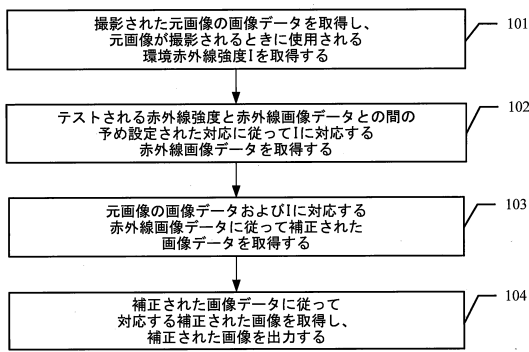 撮影された元画像の画像データを取得し、
元画像が撮影されるときに使用される
環境赤外線強度Iを取得する
101
テストされる赤外線強度と赤外線画像データとの間の
予め設定された対応に従ってIに対応する
赤外線画像データを取得する
102
元画像の画像データおよびIに対応する
赤外線画像データに従って補正された
画像データを取得する
103
補正された画像データに従って
対応する補正された画像を取得し、
補正された画像を出力する
104